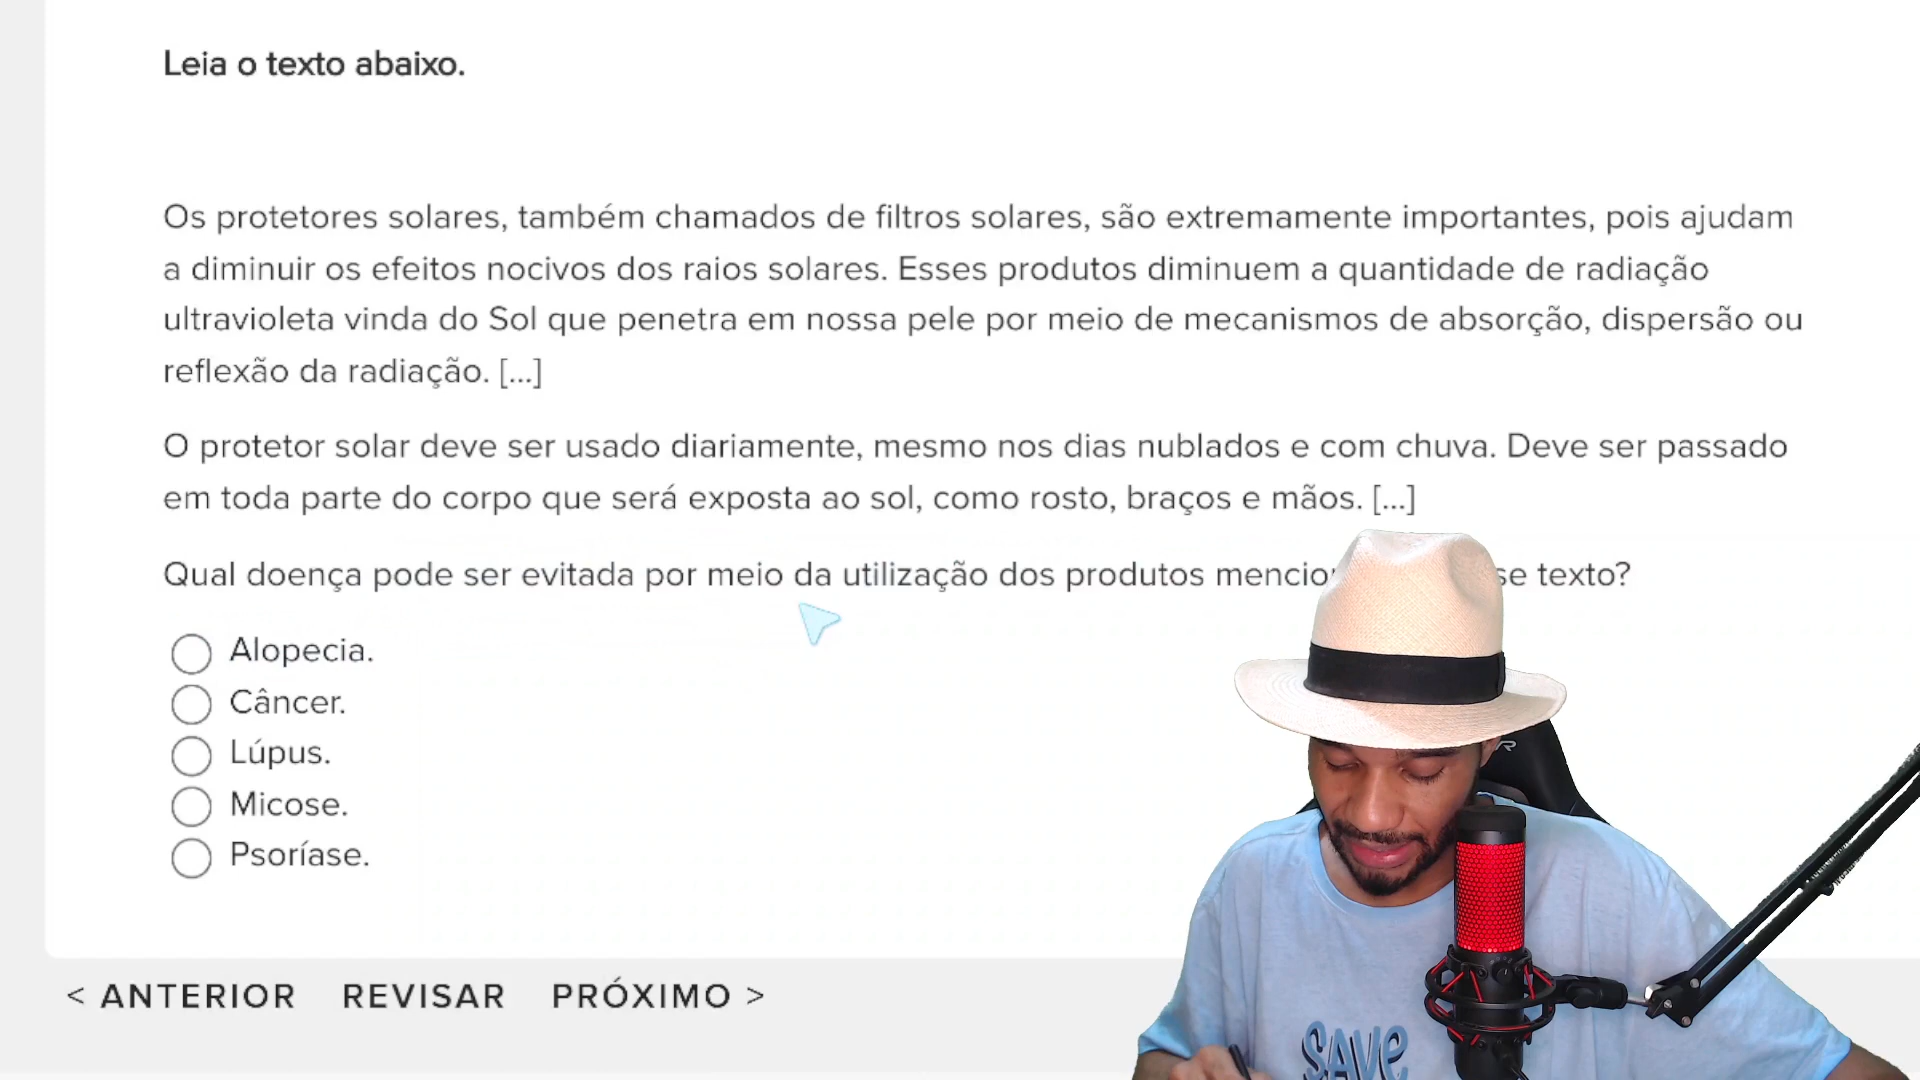 Leia o texto abaixo.
Os protetores solares, também chamados de filtros solares, são extremamente importantes, pois ajudam
a diminuir os efeitos nocivos dos raios solares. Esses produtos diminuem a quantidade de radiação
ultravioleta vinda do Sol que penetra em nossa pele por meio de mecanismos de absorção, dispersão ou
reflexão da radiação. [...]
O protetor solar deve ser usado diariamente, mesmo nos dias nublados e com chuva. Deve ser passado
em toda parte do corpo que será exposta ao sol, como rosto, braços e mãos. [...]
Qual doença pode ser evitada por meio da utilização dos produtos texto?
Alopecia.
Câncer.
Lúpus.
Micose.
Psoríase.
< ANTERIOR REVISAR PRÓXIMO >
SAVE